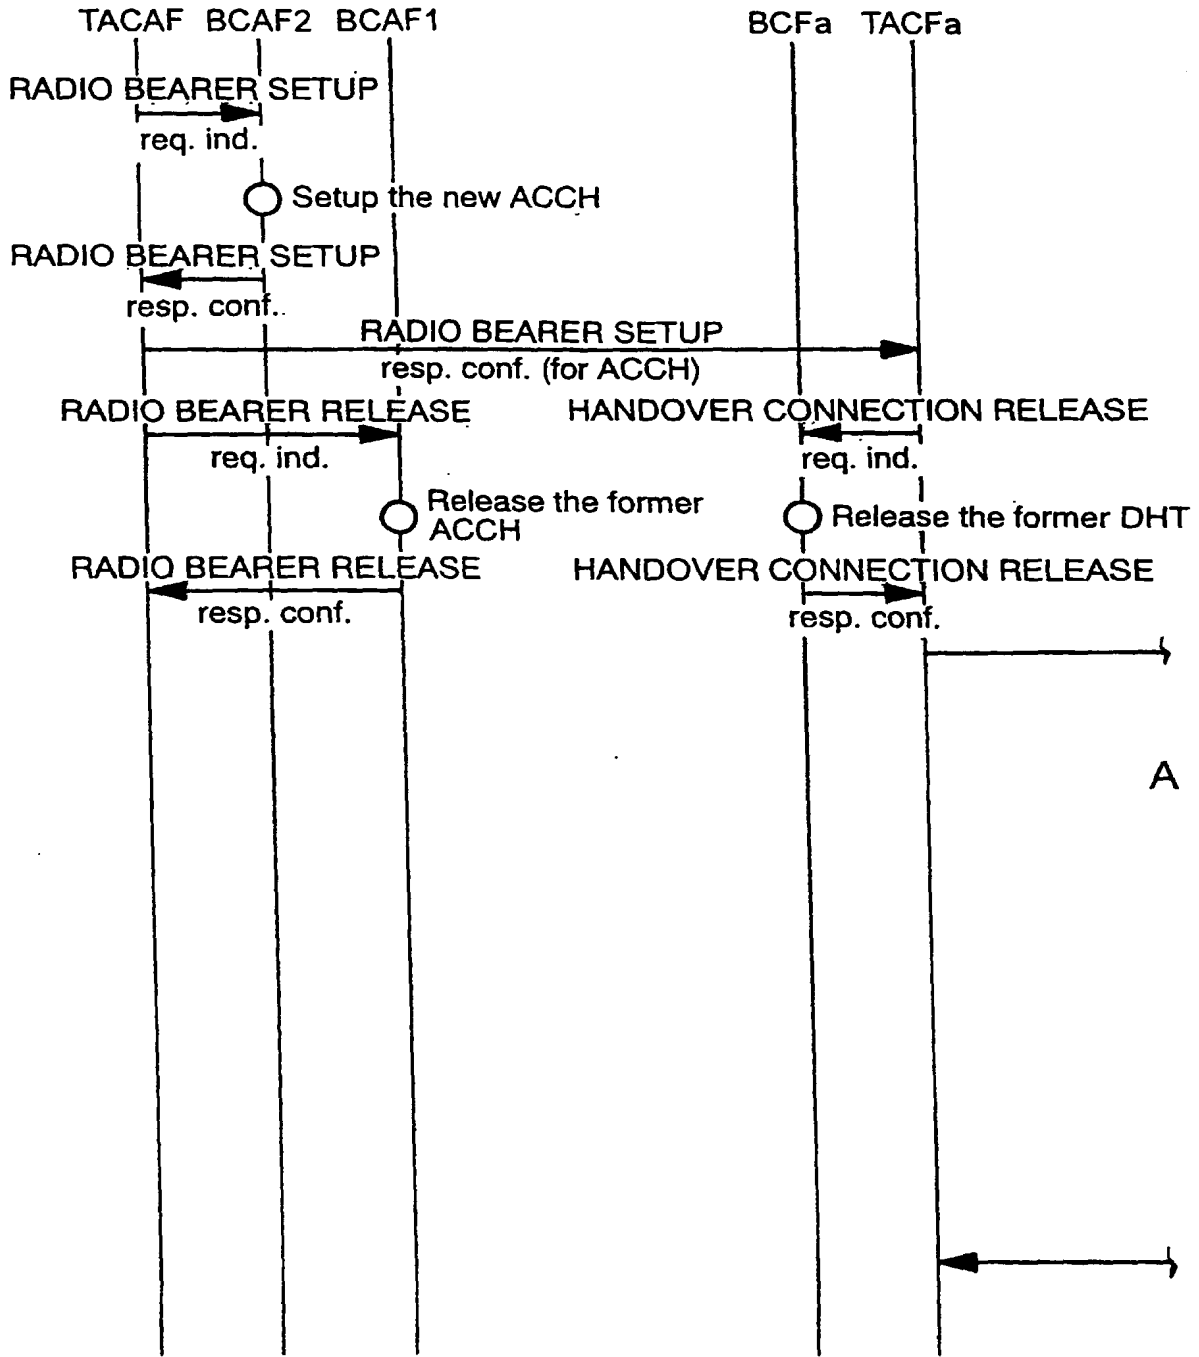 TACAF BCAF2 BCAF1 BCFa TACFa
RADIO BEARER SETUP
req. ind.
Setup the new ACCH
RADIO BEARER SETUP
resp. conf..
RADIO BEARER SETUP
resp. conf. (for ACCH)
RADIO BEARER RELEASE HANDOVER CONNECTION RELEASE
req. ind. req. ind.
Release the former
ACCH
Release the former DHT
RADIO BEARER RELEASE HANDOVER CONNECTION RELEASE
resp. conf. resp. conf.
A